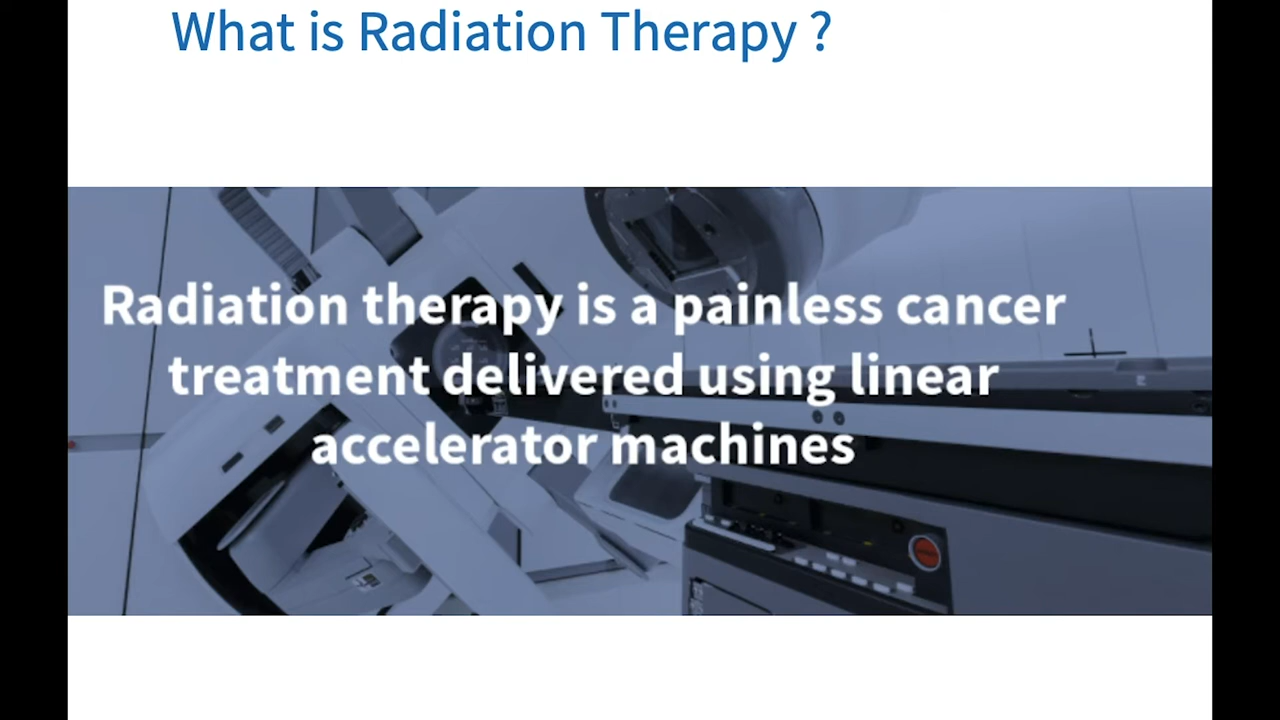 What is Radiation Therapy ?
Radiation therapy is a painless cancer
treatment delivered using linear
accelerator machines